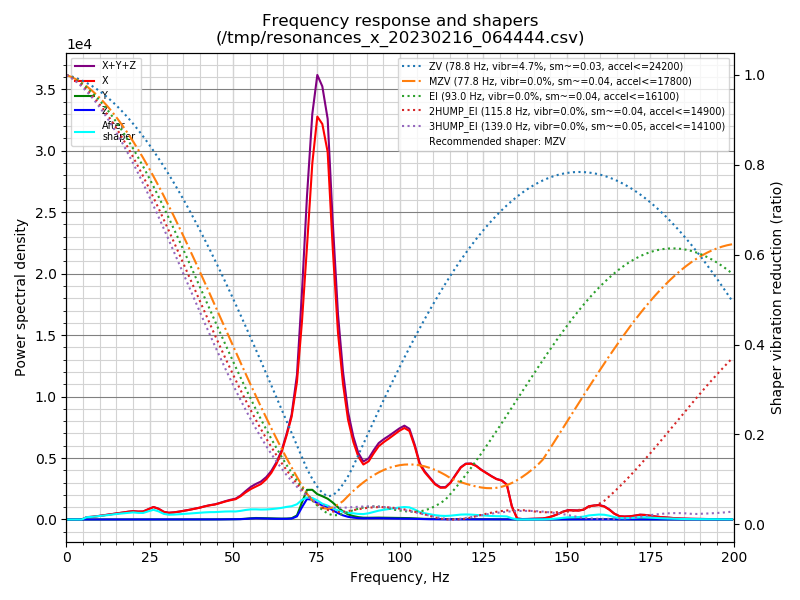 Frequency response and shapers
(/tmp/resonances_x_20230216_064444.csv)
1e4
X+Y+Z
X
Y
Z
After
shaper
ZV (78.8 Hz, vibr=4.7%, sm~=0.03, accel<=24200)
MZV (77.8 Hz, vibr=0.0%, sm~=0.04, accel<=17800)
EI (93.0 Hz, vibr=0.0%, sm~=0.04, accel<=16100)
2HUMP_EI (115.8 Hz, vibr=0.0%, sm~=0.04, accel<=14900)
3HUMP_EI (139.0 Hz, vibr=0.0%, sm~=0.05, accel<=14100)
Recommended shaper: MZV
3.5
3.0
2.5
2.0
1.5
1.0
0.5
0.0
Power spectral density
1.0
0.8
0.6
0.4
0.2
0.0
Shaper vibration reduction (ratio)
0 25 50 75 100 125 150 175 200
Frequency, Hz